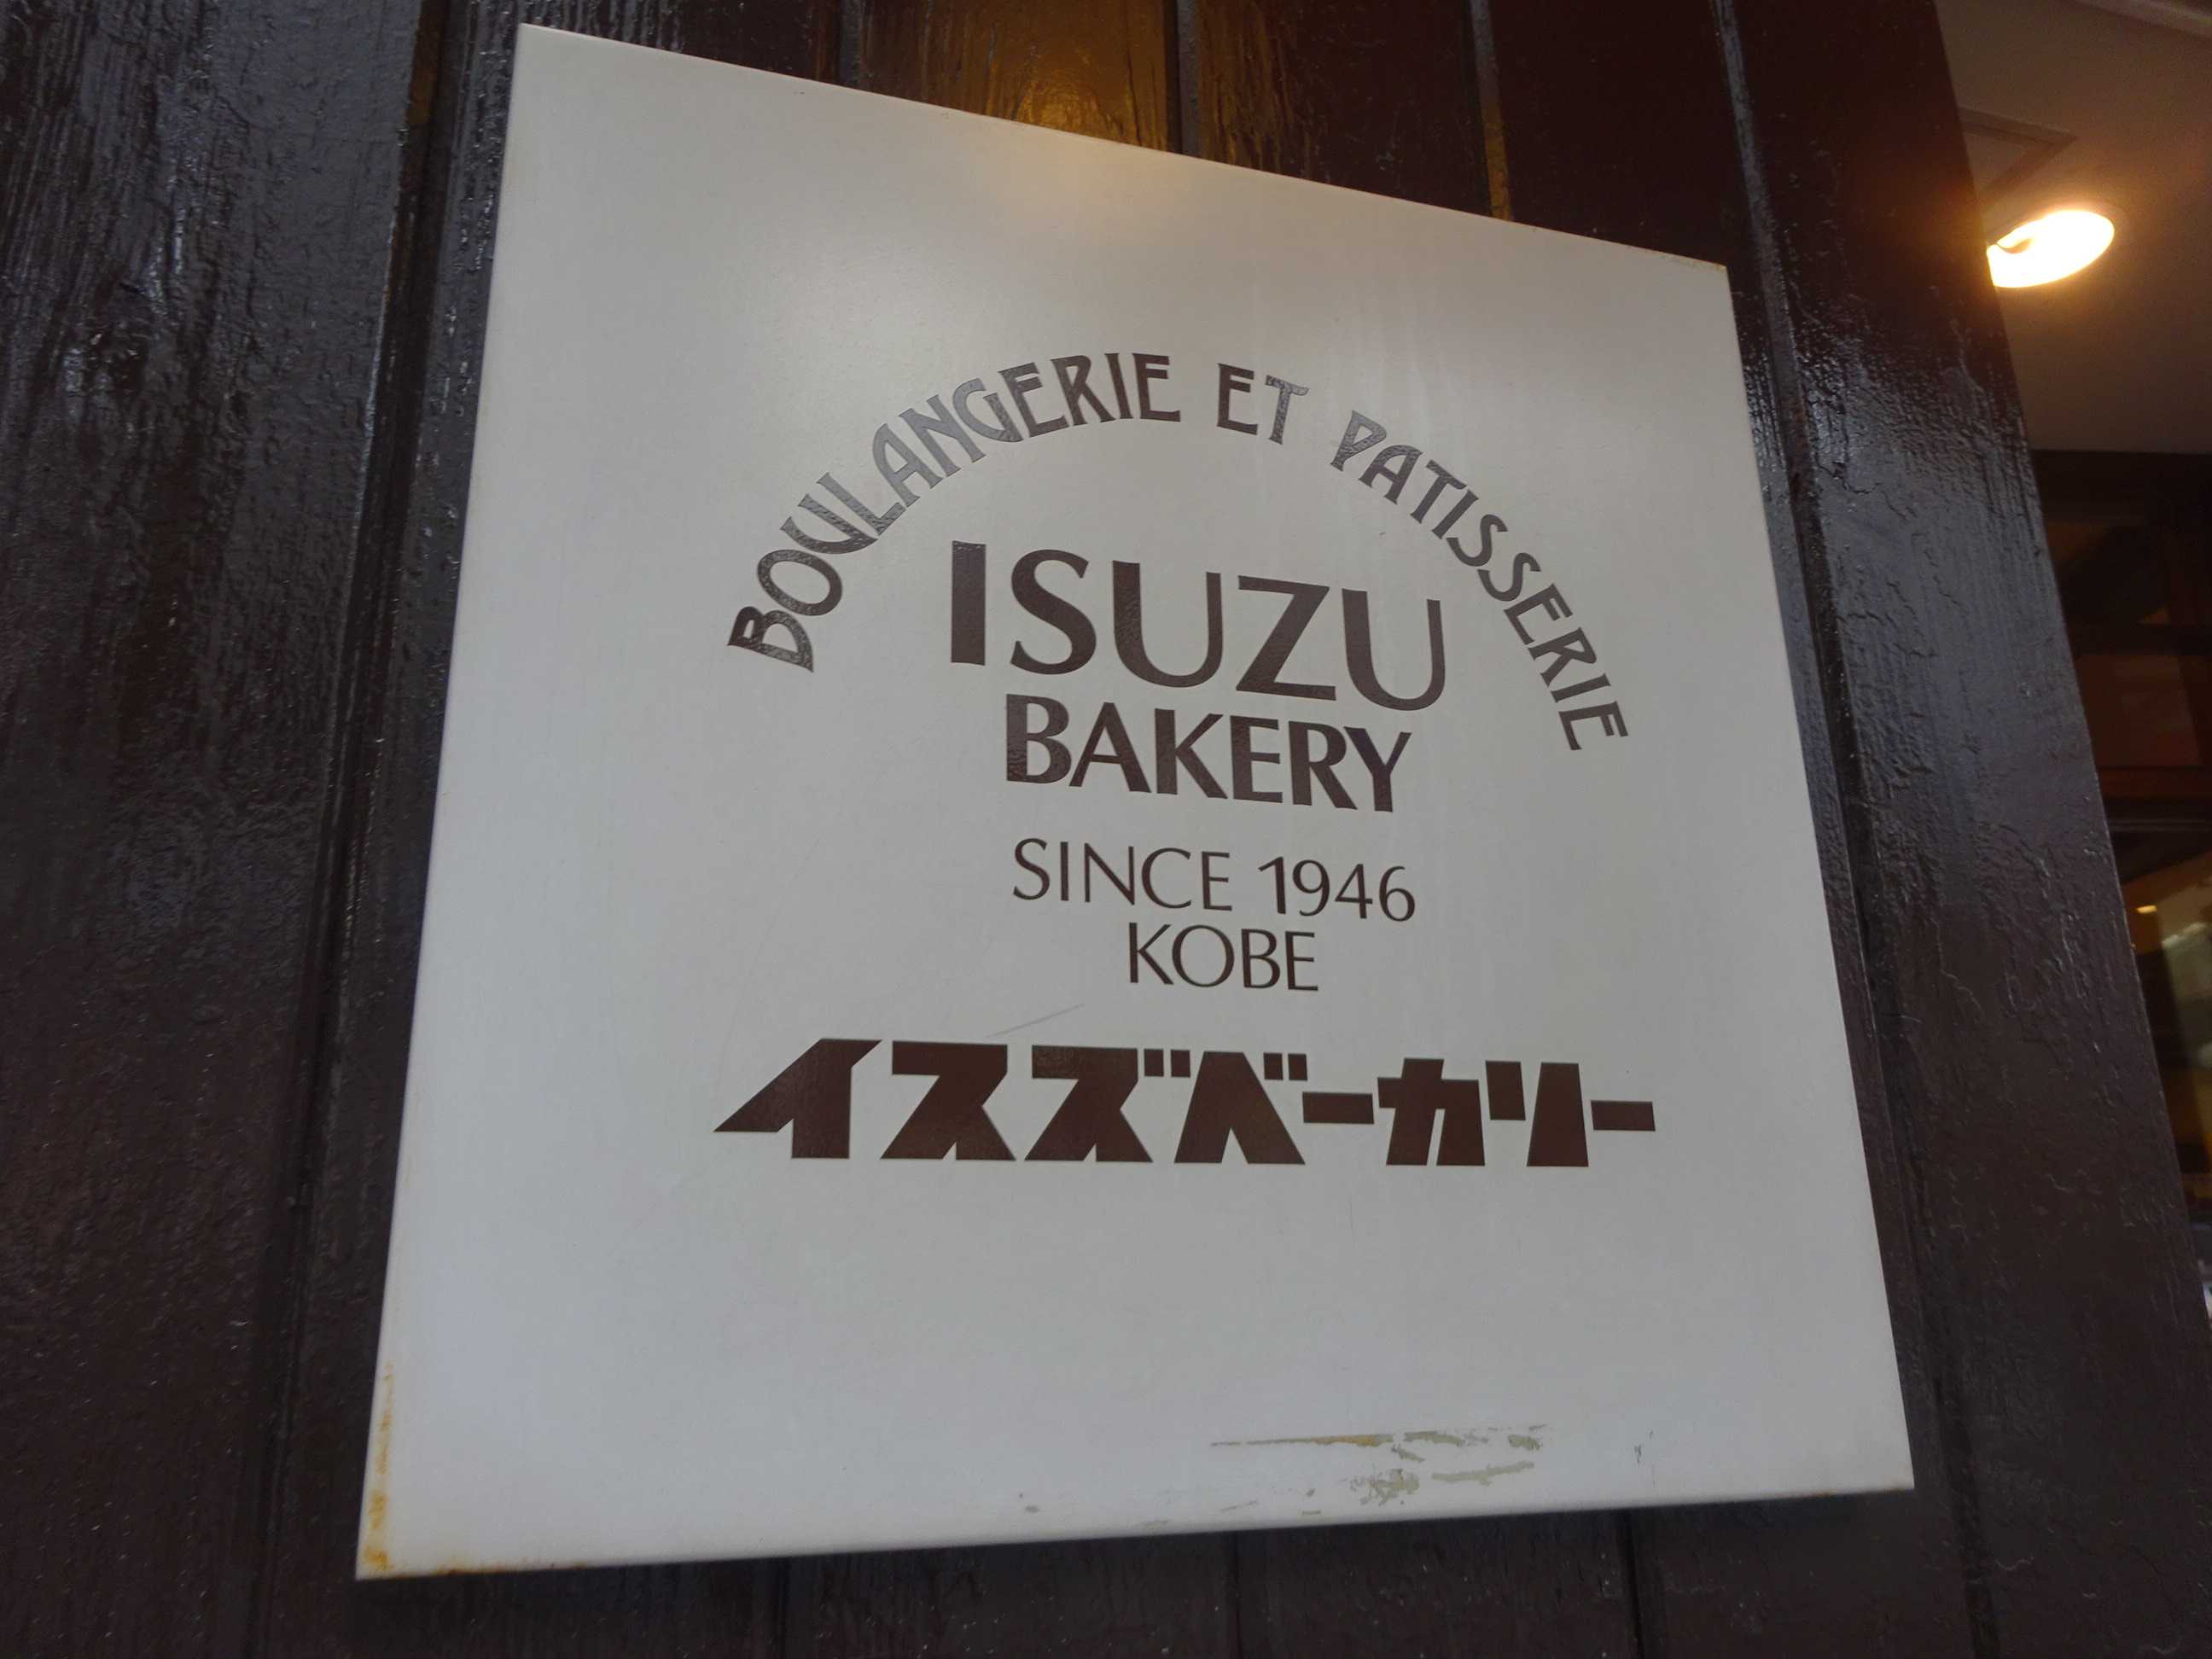 BOULANGERIE ET PATISSERIE
ISUZU
BAKERY
SINCE 1946
KOBE
イスズベーカリー